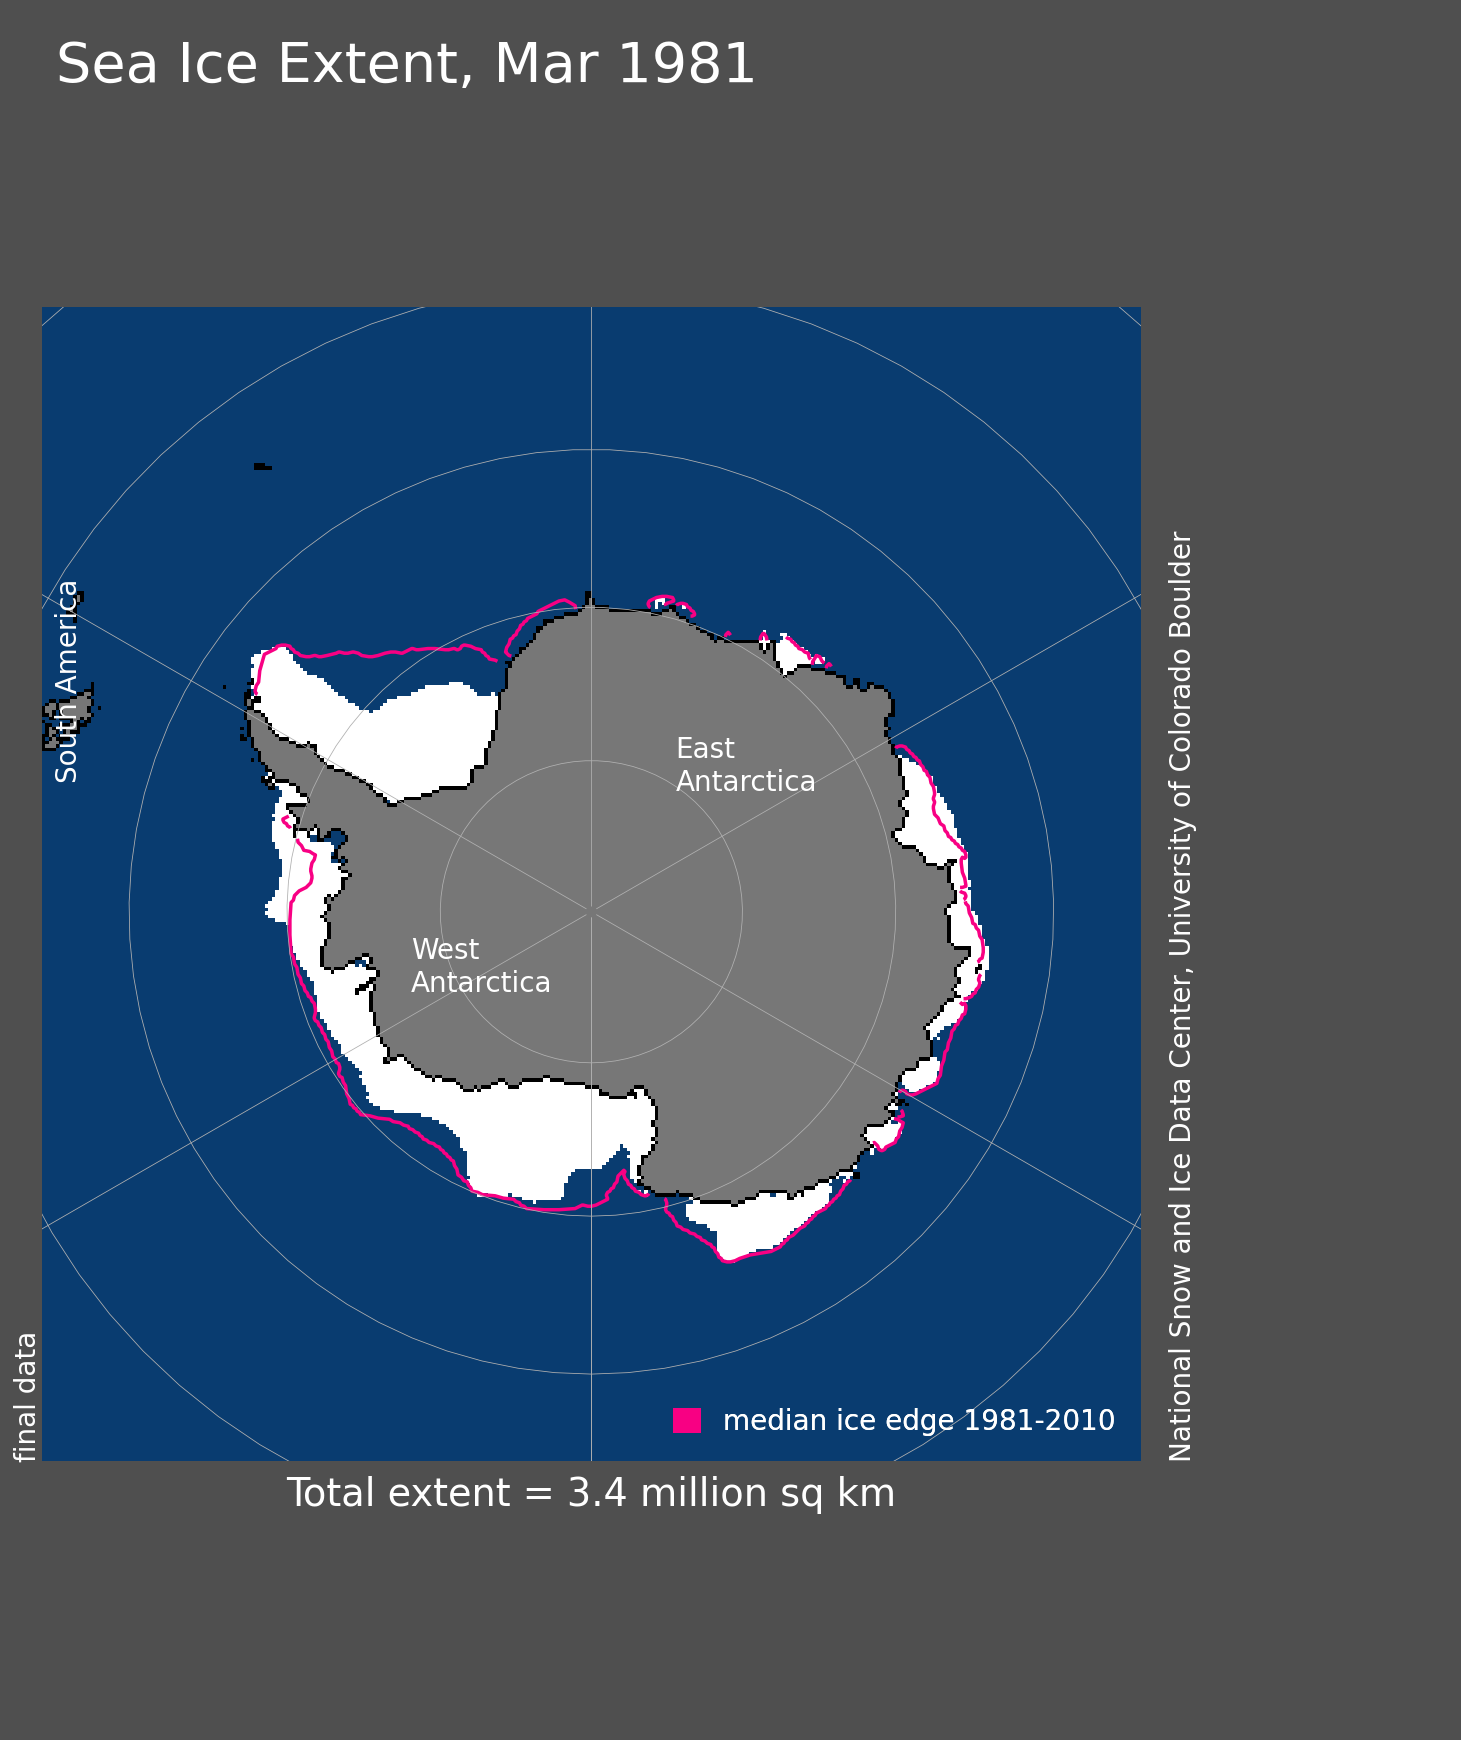 Sea Ice Extent, Mar 1981
South America
East
Antarctica
West
Antarctica
median ice edge 1981-2010
final data
National Snow and Ice Data Center, University of Colorado Boulder
Total extent = 3.4 million sq km